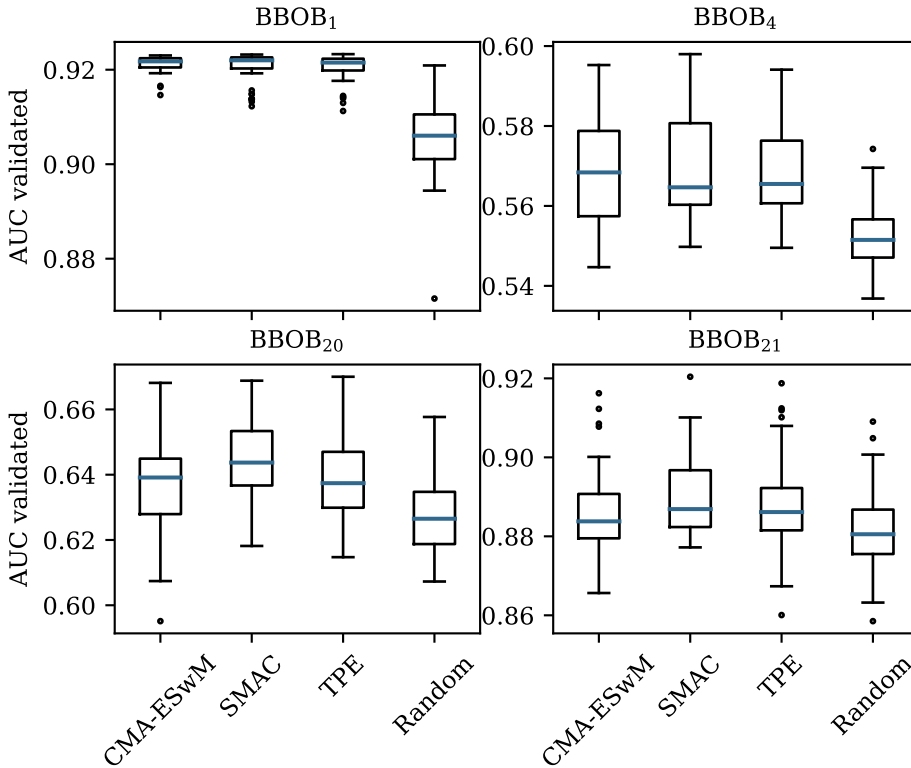 BBOB1
BBOB4
AUC validated
0.92
0.90
0.88
0.60
0.58
0.56
0.54
BBOB20
BBOB21
AUC validated
0.66
0.64
0.62
0.60
0.92
0.90
0.88
0.86
CMA-ESwM
SMAC
TPE
Random
CMA-ESwM
SMAC
TPE
Random